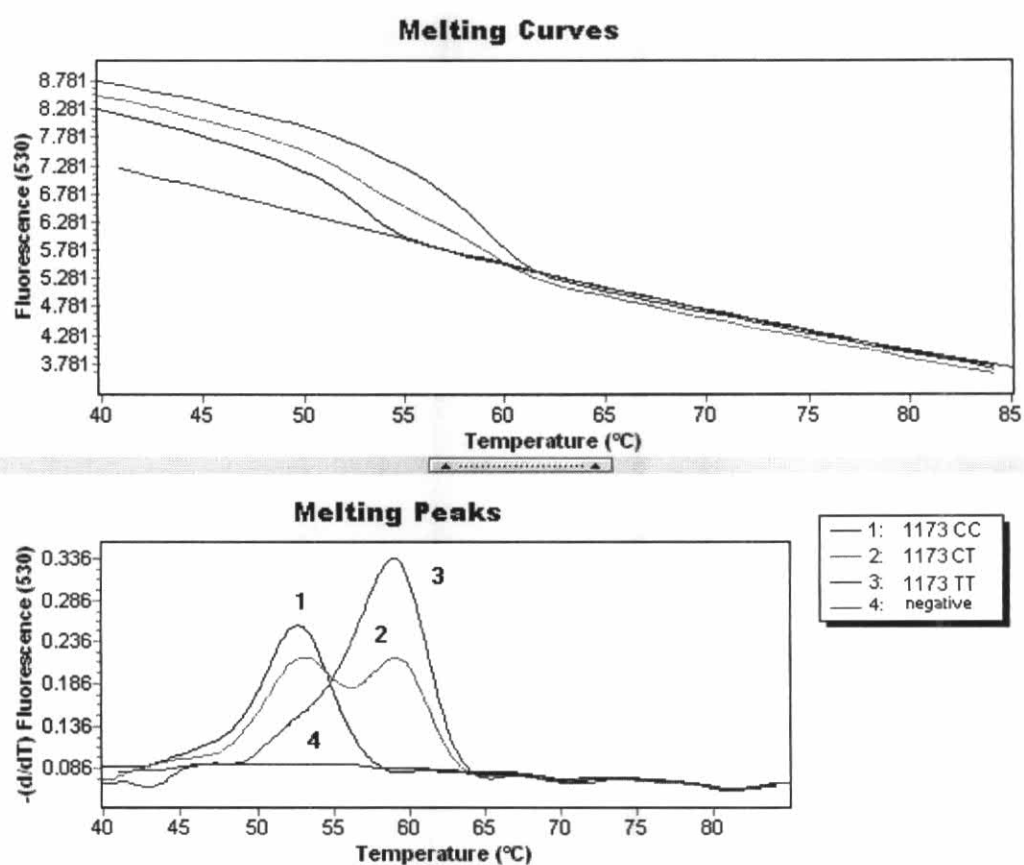 Melting Curves
Fluorescence (530)
8.781
8.281
7.781
7.281
6.781
6.281
5.781
5.281
4.781
4.281
3.781
40 45 50 55 60 65 70 75 80 85
Temperature (°C)
Melting Peaks
-(d/dT) Fluorescence (530)
0.336
0.286
0.236
0.186
0.136
0.086
1
2
3
4
40 45 50 55 60 65 70 75 80
Temperature (°C)
1: 1173 CC
2: 1173 CT
3: 1173 TT
4: negative